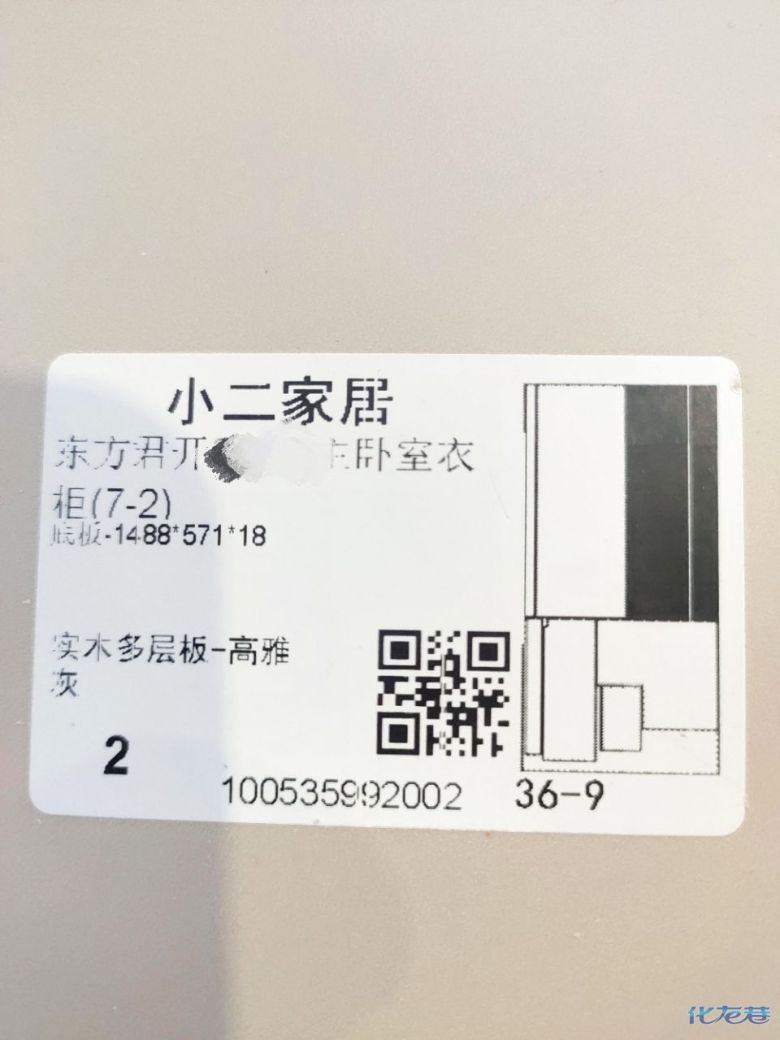 小二家居
东方君开 主卧室衣
柜(7-2)
底板-1488*571*18
实木多层板-高雅
灰
2
100535992002
36-9
化龙巷